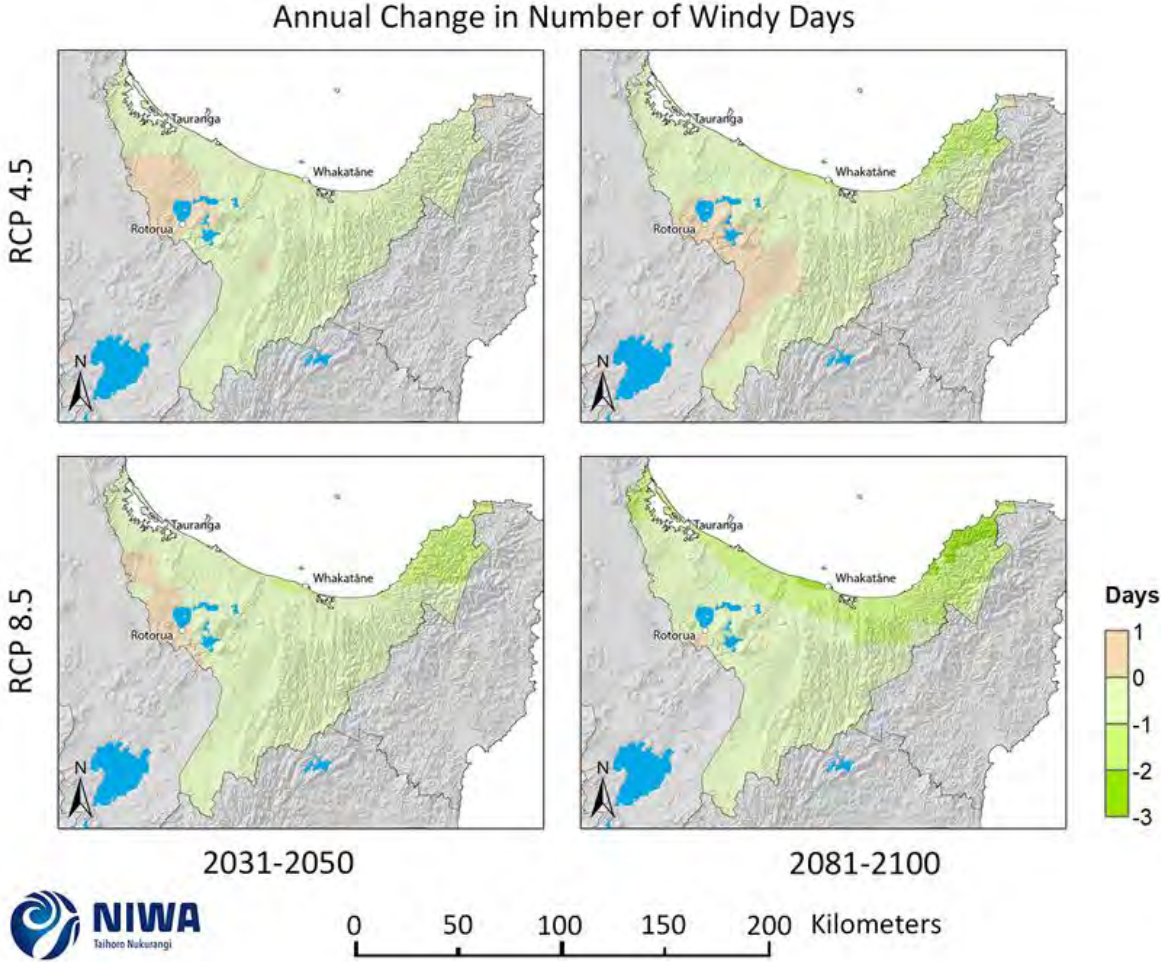 Annual Change in Number of Windy Days
RCP 4.5
Tauranga
Whakatāne
Rotorua
N
Tauranga
Whakatāne
Rotorua
N
RCP 8.5
Tauranga
Whakatāne
Rotorua
N
Tauranga
Whakatāne
Rotorua
N
Days
1
0
-1
-2
-3
2031-2050
2081-2100
NIWA
Taihoro Nukurangi
0 50 100 150 200 Kilometers